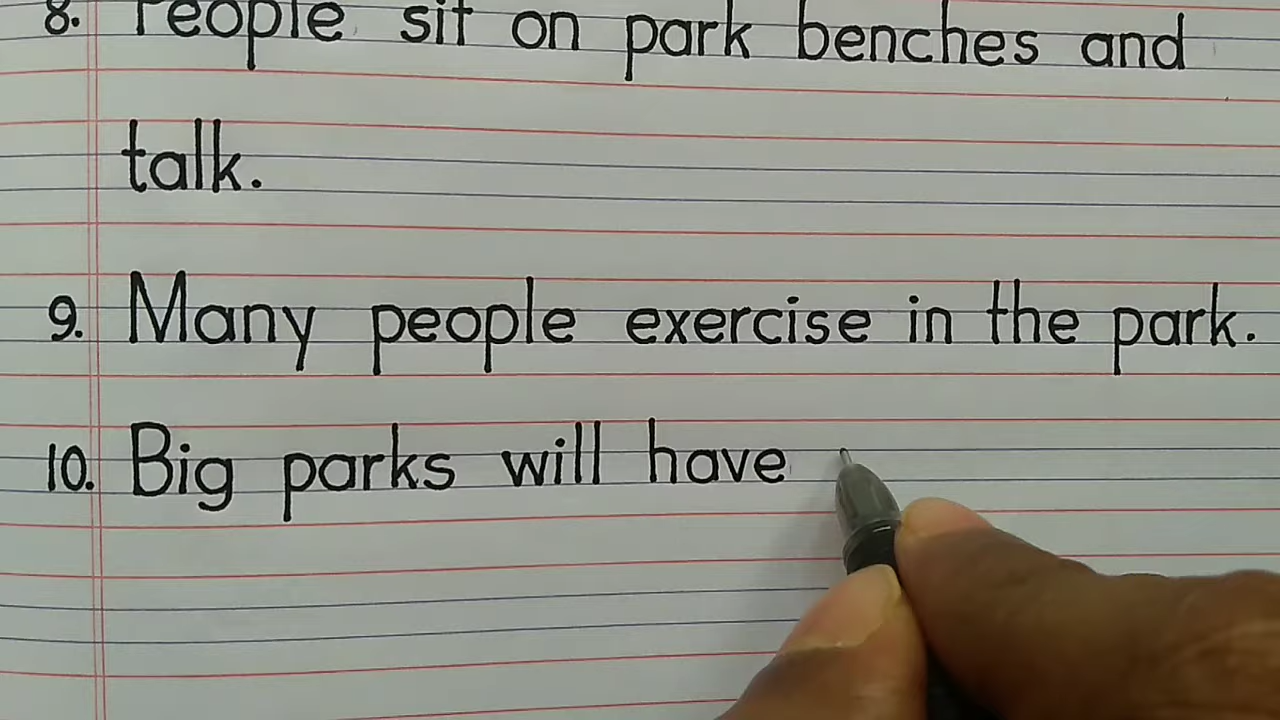 8. People sit on park benches and
talk.
9. Many people exercise in the park.
10. Big parks will have